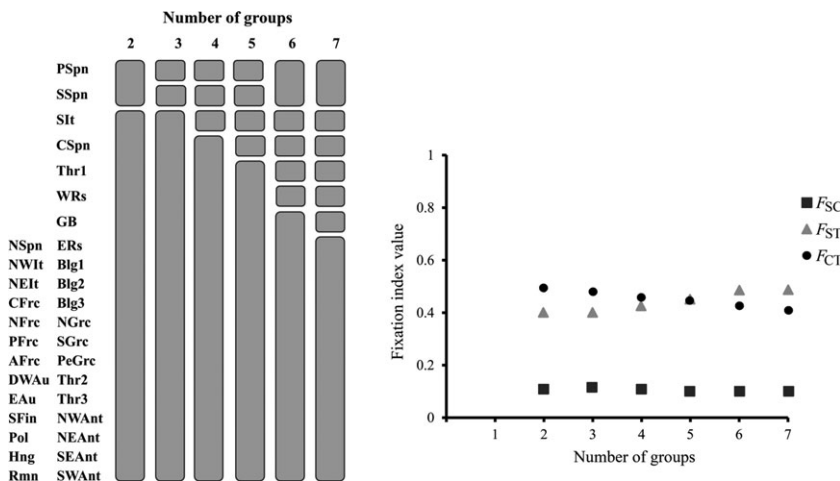 Number of groups
2 3 4 5 6 7
PSpn
SSpn
SIt
CSpn
Thr1
WRs
GB
NSpn ERs
NWIt Blg1
NEIt Blg2
CFrc Blg3
NFrc NGrc
PFrc SGrc
AFrc PeGrc
DWAu Thr2
EAu Thr3
SFin NWAnt
Pol NEAnt
Hng SEAnt
Rmn SWAnt
Fixation index value
1
0.8
0.6
0.4
0.2
0
1 2 3 4 5 6 7
Number of groups
FSC
FST
FCT